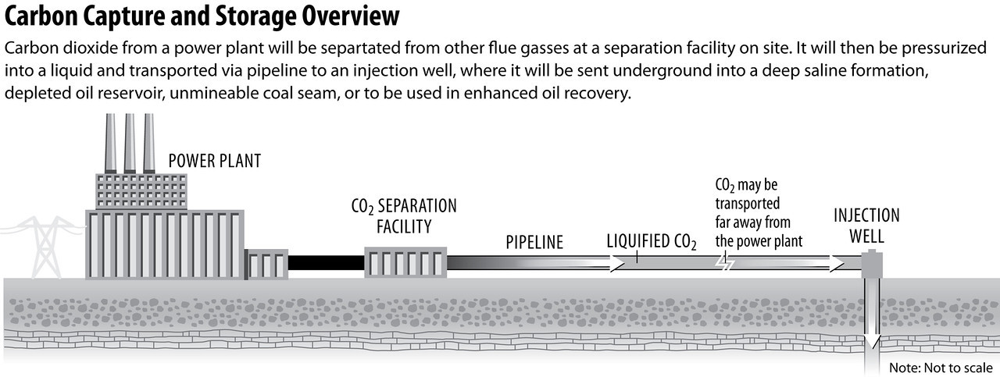 Carbon Capture and Storage Overview
Carbon dioxide from a power plant will be separtated from other flue gasses at a separation facility on site. It will then be pressurized
into a liquid and transported via pipeline to an injection well, where it will be sent underground into a deep saline formation,
depleted oil reservoir, unmineable coal seam, or to be used in enhanced oil recovery.
POWER PLANT
CO₂ SEPARATION
FACILITY
PIPELINE
LIQUIFIED CO₂
CO₂ may be
transported
far away from
the power plant
INJECTION
WELL
Note: Not to scale